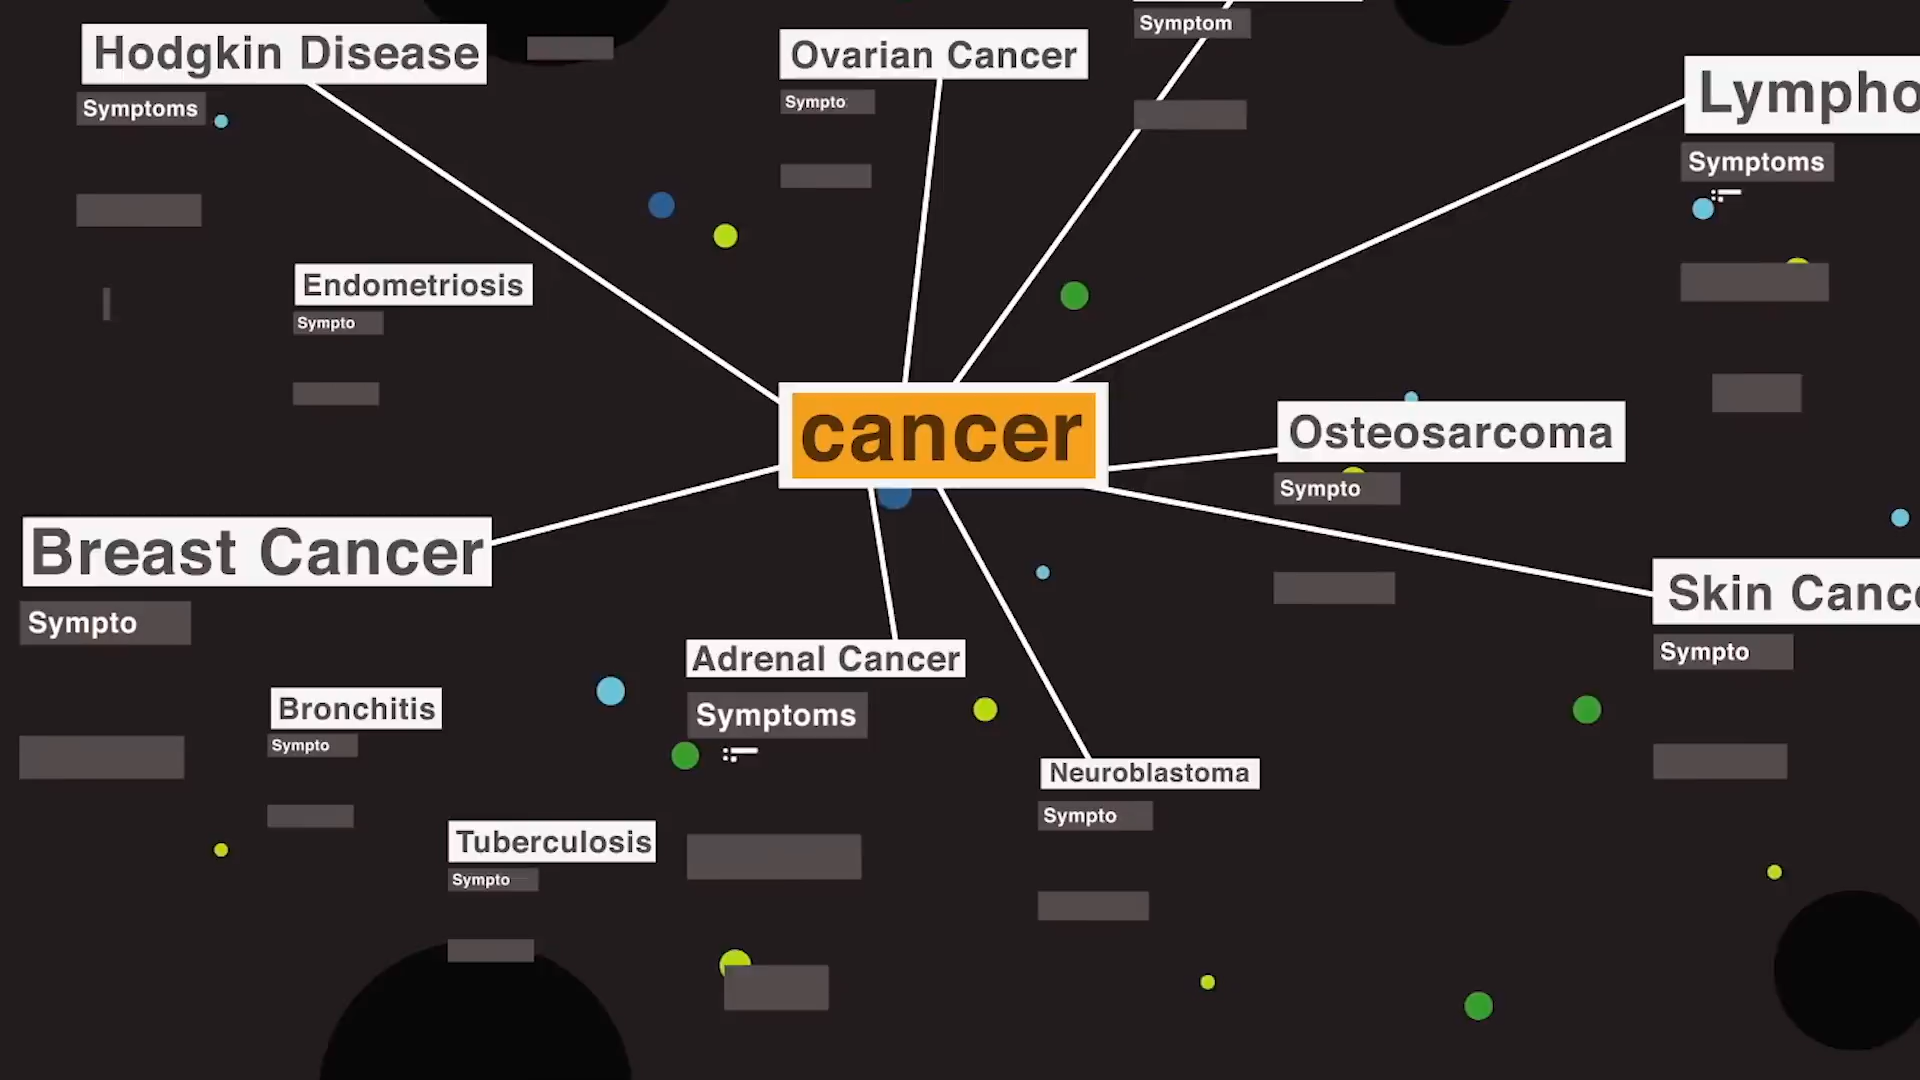 Hodgkin Disease
Symptoms
Ovarian Cancer
Sympto
Symptom
Lympho
Symptoms
Endometriosis
Sympto
cancer
Osteosarcoma
Sympto
Breast Cancer
Sympto
Skin Cance
Sympto
Adrenal Cancer
Symptoms
Bronchitis
Sympto
Neuroblastoma
Sympto
Tuberculosis
Sympto